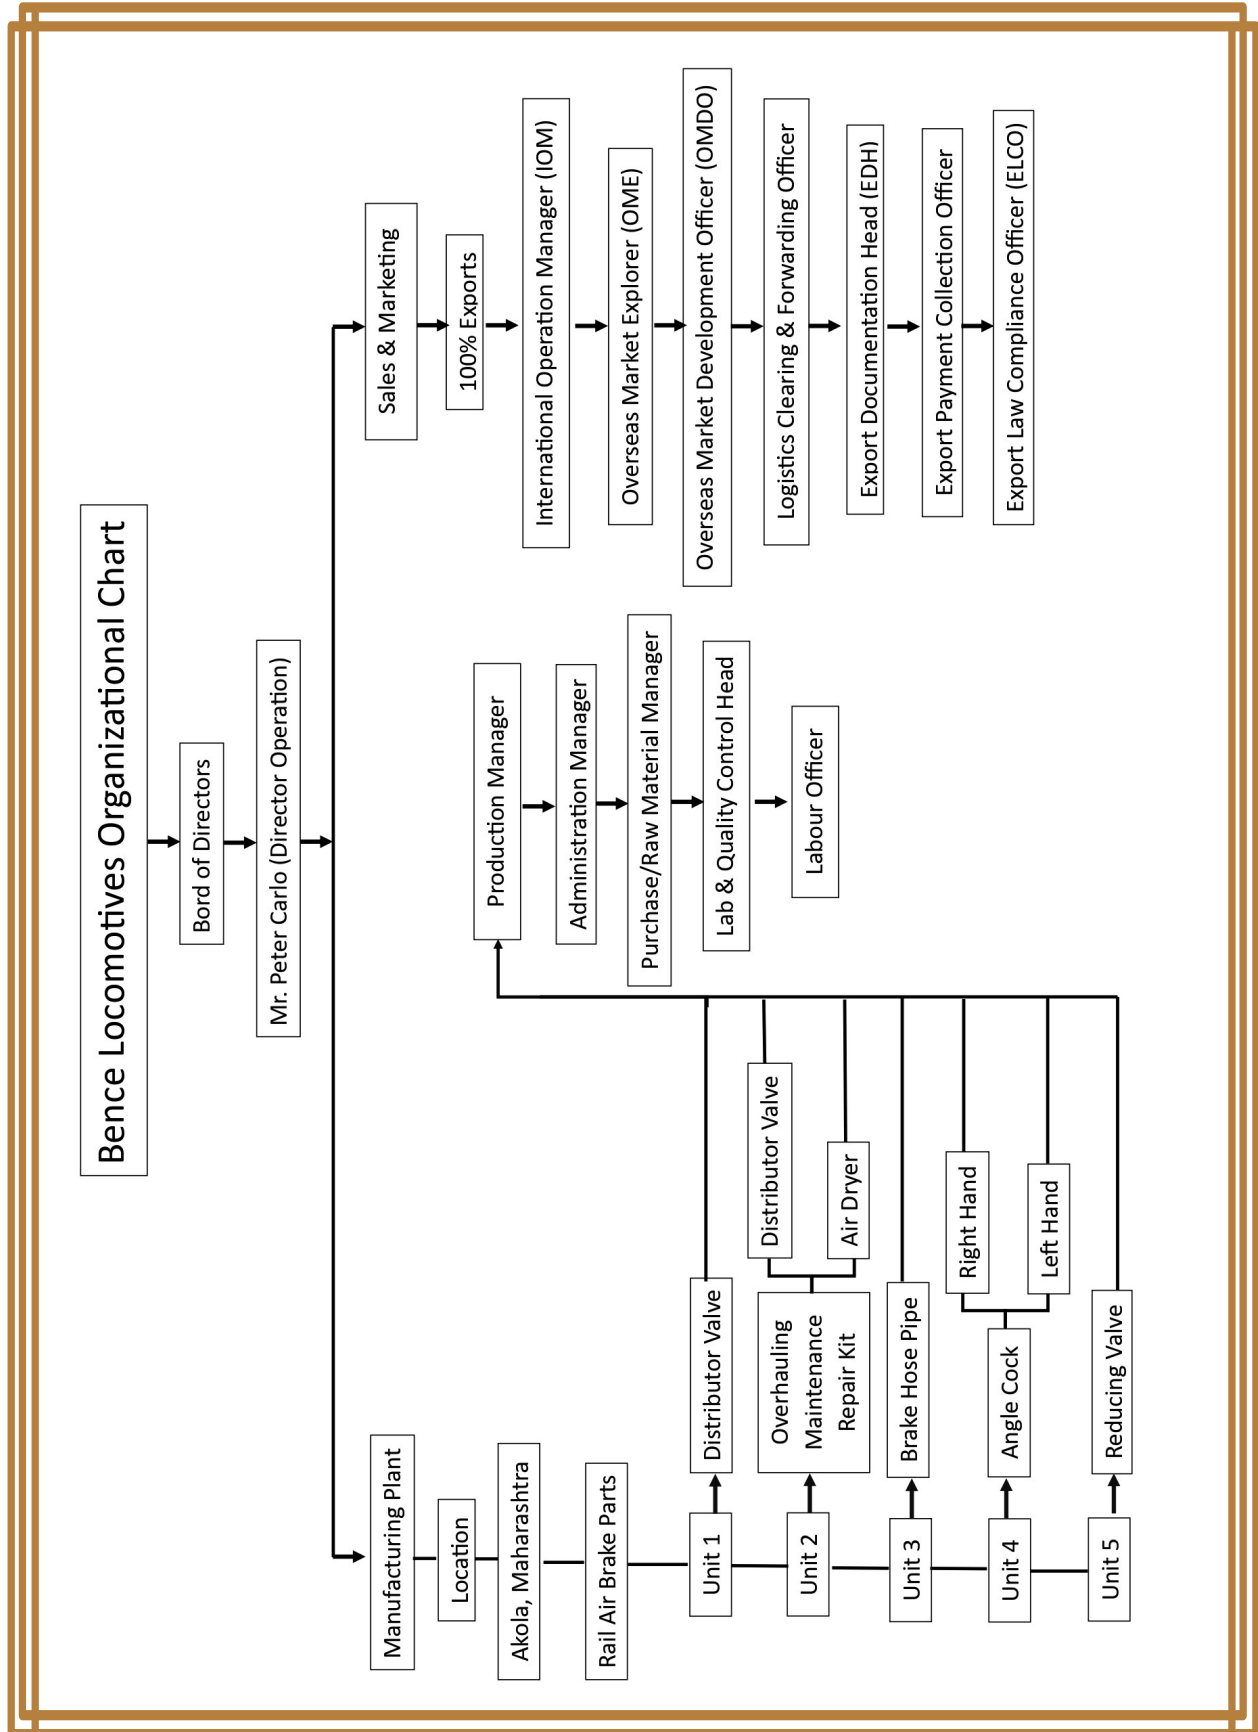 Bence Locomotives Organizational Chart
Bord of Directors
Mr. Peter Carlo (Director Operation)
Manufacturing Plant
Location
Akola, Maharashtra
Rail Air Brake Parts
Unit 1
Distributor Valve
Unit 2
Overhauling
Maintenance
Repair Kit
Distributor Valve
Air Dryer
Unit 3
Brake Hose Pipe
Unit 4
Angle Cock
Right Hand
Left Hand
Unit 5
Reducing Valve
Production Manager
Administration Manager
Purchase/Raw Material Manager
Lab & Quality Control Head
Labour Officer
Sales & Marketing
100% Exports
International Operation Manager (IOM)
Overseas Market Explorer (OME)
Overseas Market Development Officer (OMDO)
Logistics Clearing & Forwarding Officer
Export Documentation Head (EDH)
Export Payment Collection Officer
Export Law Compliance Officer (ELCO)